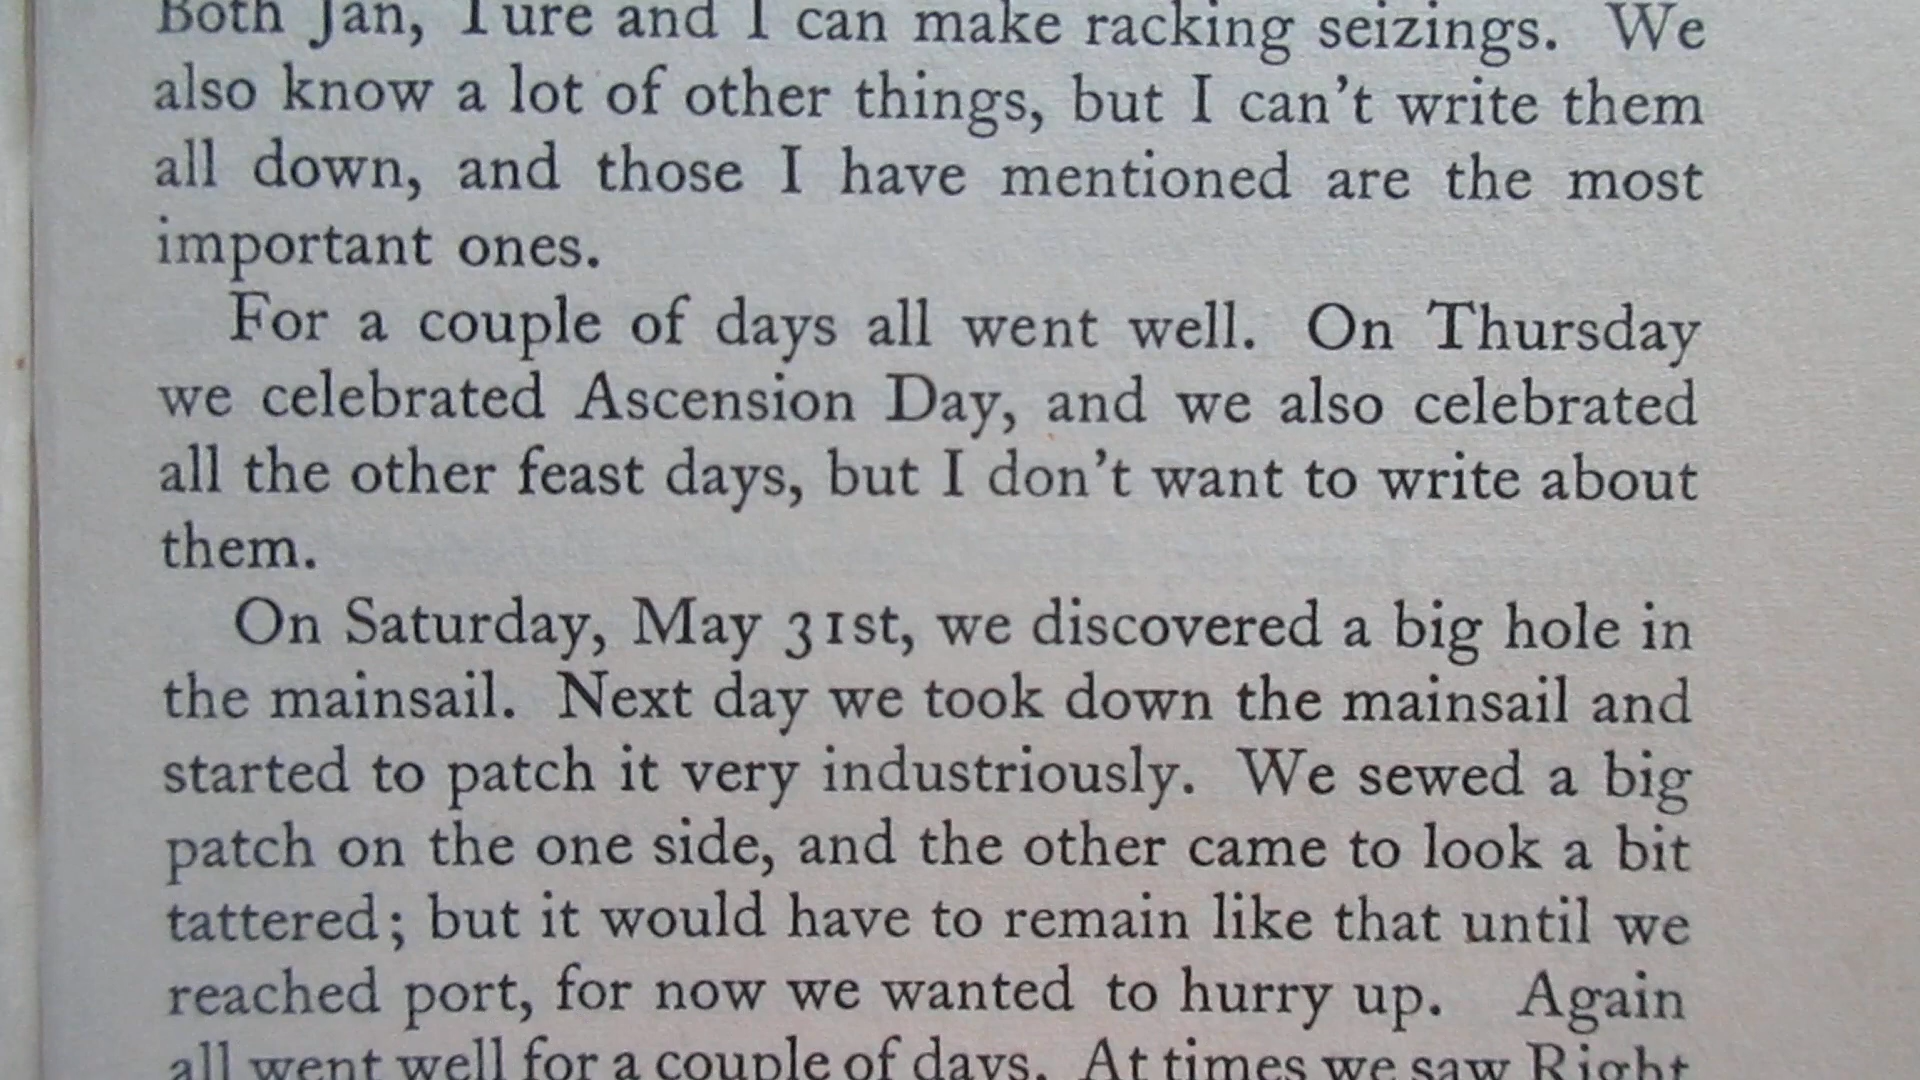 Both Jan, Ture and I can make racking seizings. We
also know a lot of other things, but I can't write them
all down, and those I have mentioned are the most
important ones.
For a couple of days all went well. On Thursday
we celebrated Ascension Day, and we also celebrated
all the other feast days, but I don't want to write about
them.
On Saturday, May 31st, we discovered a big hole in
the mainsail. Next day we took down the mainsail and
started to patch it very industriously. We sewed a big
patch on the one side, and the other came to look a bit
tattered; but it would have to remain like that until we
reached port, for now we wanted to hurry up. Again
all went well for a couple of days. At times we saw Right